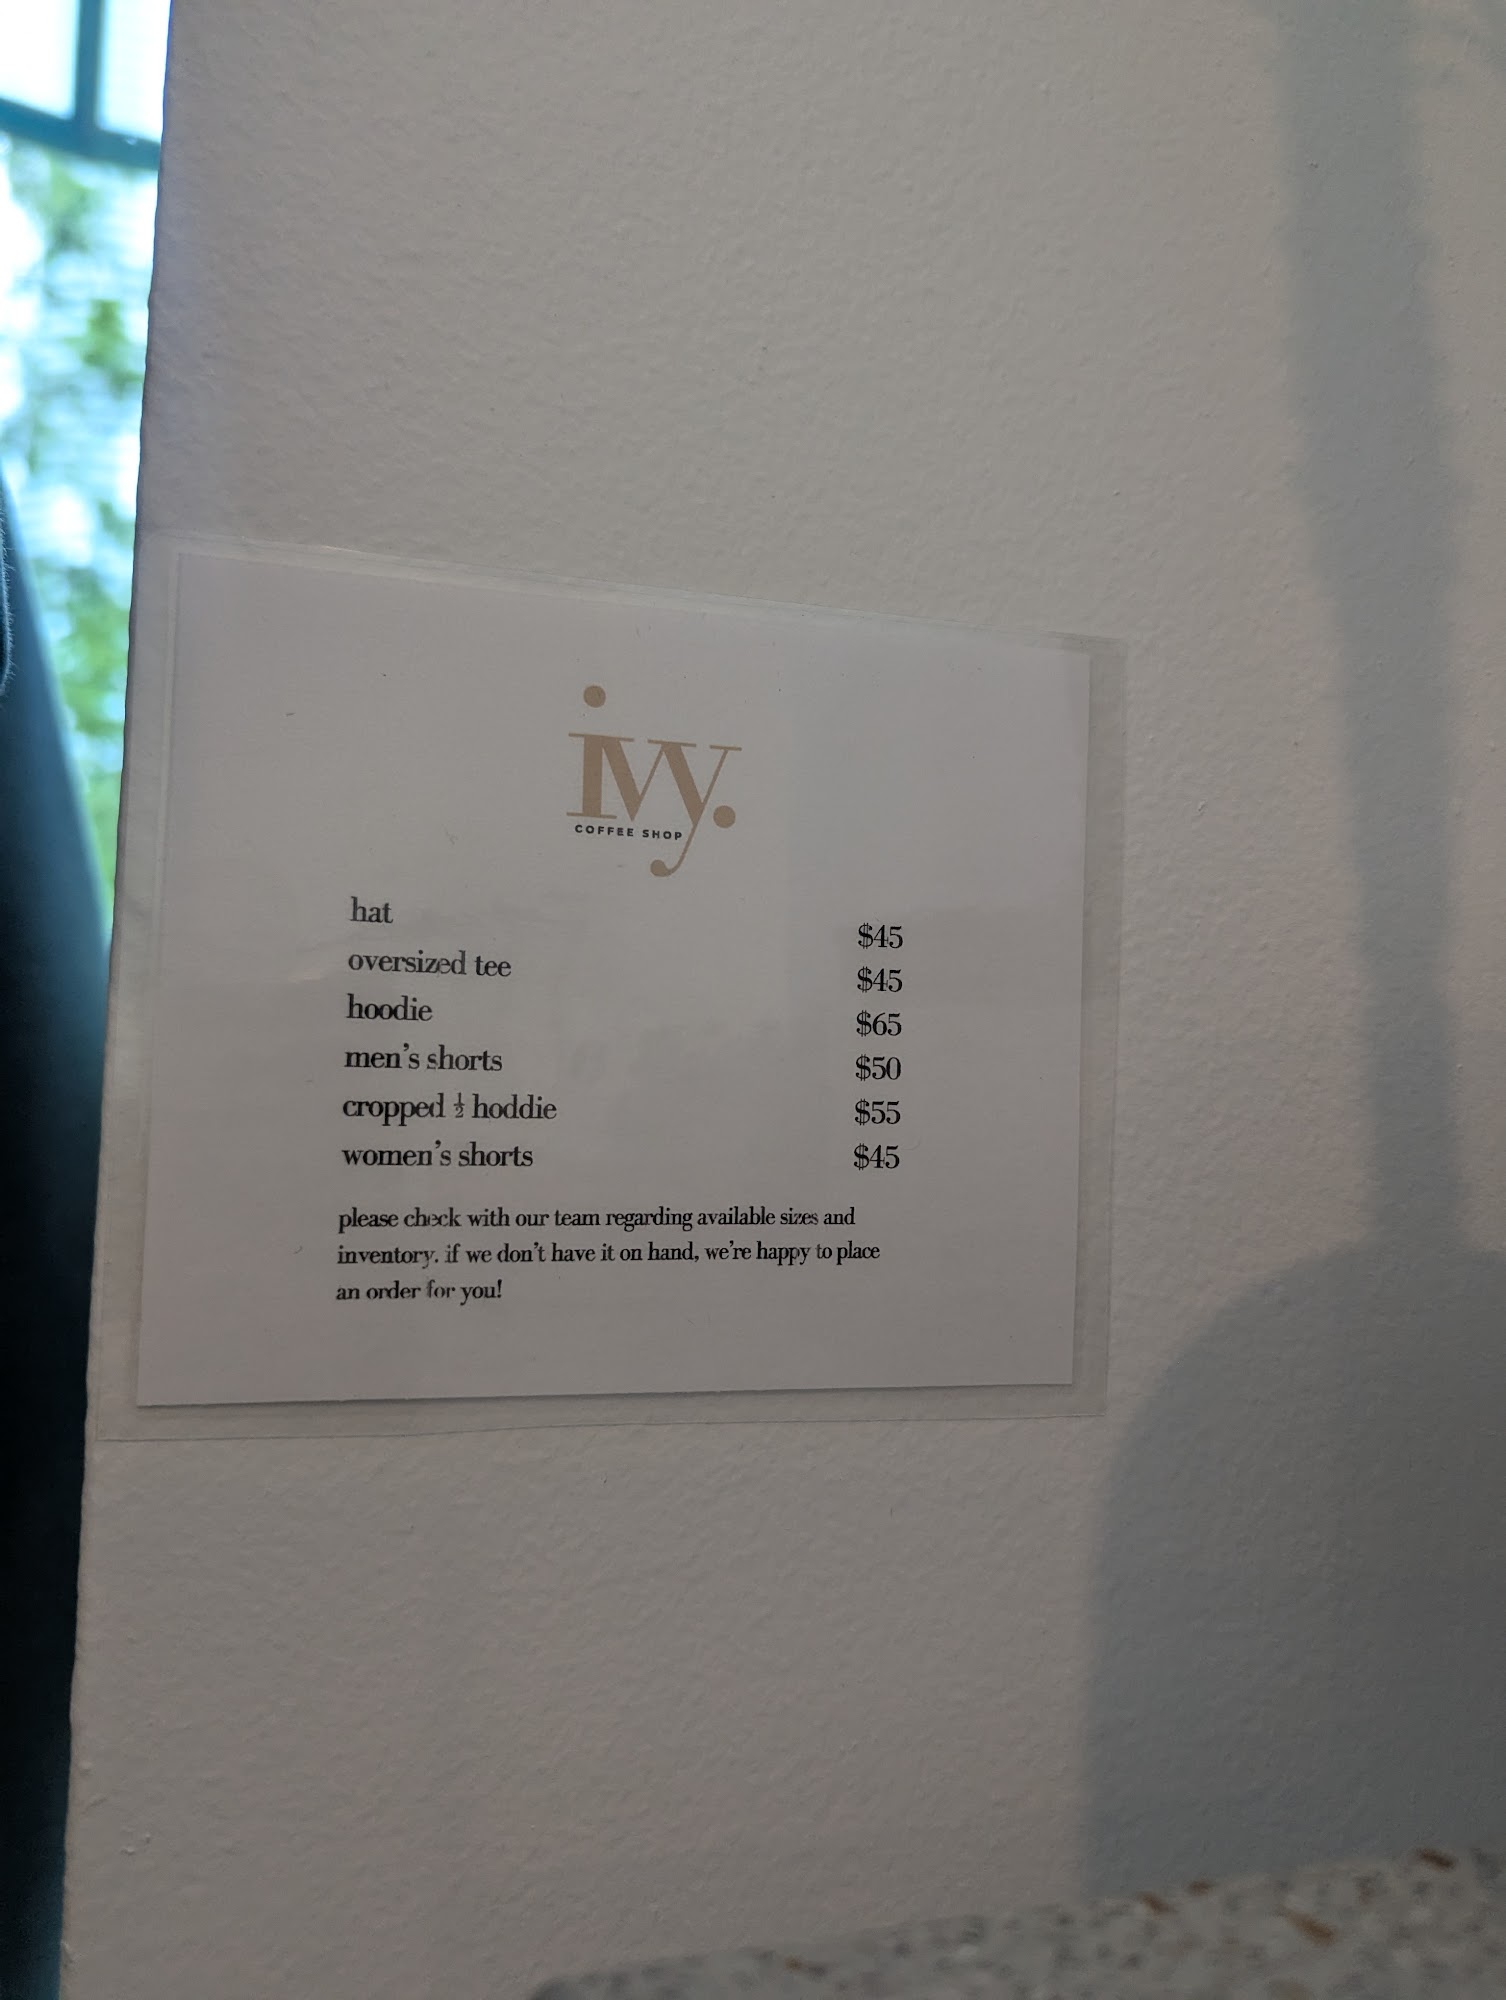 ivy.
COFFEE SHOP
hat $45
oversized tee $45
hoodie $65
men's shorts $50
cropped ½ hoddie $55
women's shorts $45
please check with our team regarding available sizes and
inventory. if we don't have it on hand, we're happy to place
an order for you!